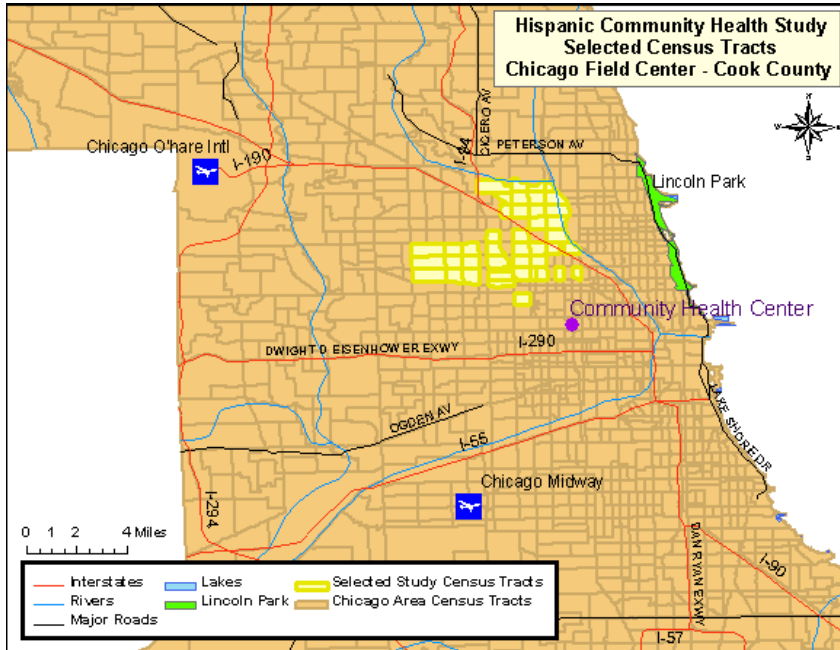 Hispanic Community Health Study
Selected Census Tracts
Chicago Field Center - Cook County
N
W
E
S
CICERO AV
I-94
PETERSON AV
Chicago O'hare Intl
I-190
Lincoln Park
Community Health Center
I-290
DWIGHT D EISENHOWER EXWY
OGDEN AV
LAKE SHORE DR
I-55
Chicago Midway
I-294
DAN RYAN EXWY
I-90
I-57
0 1 2 4 Miles
Interstates
Rivers
Major Roads
Lakes
Lincoln Park
Selected Study Census Tracts
Chicago Area Census Tracts